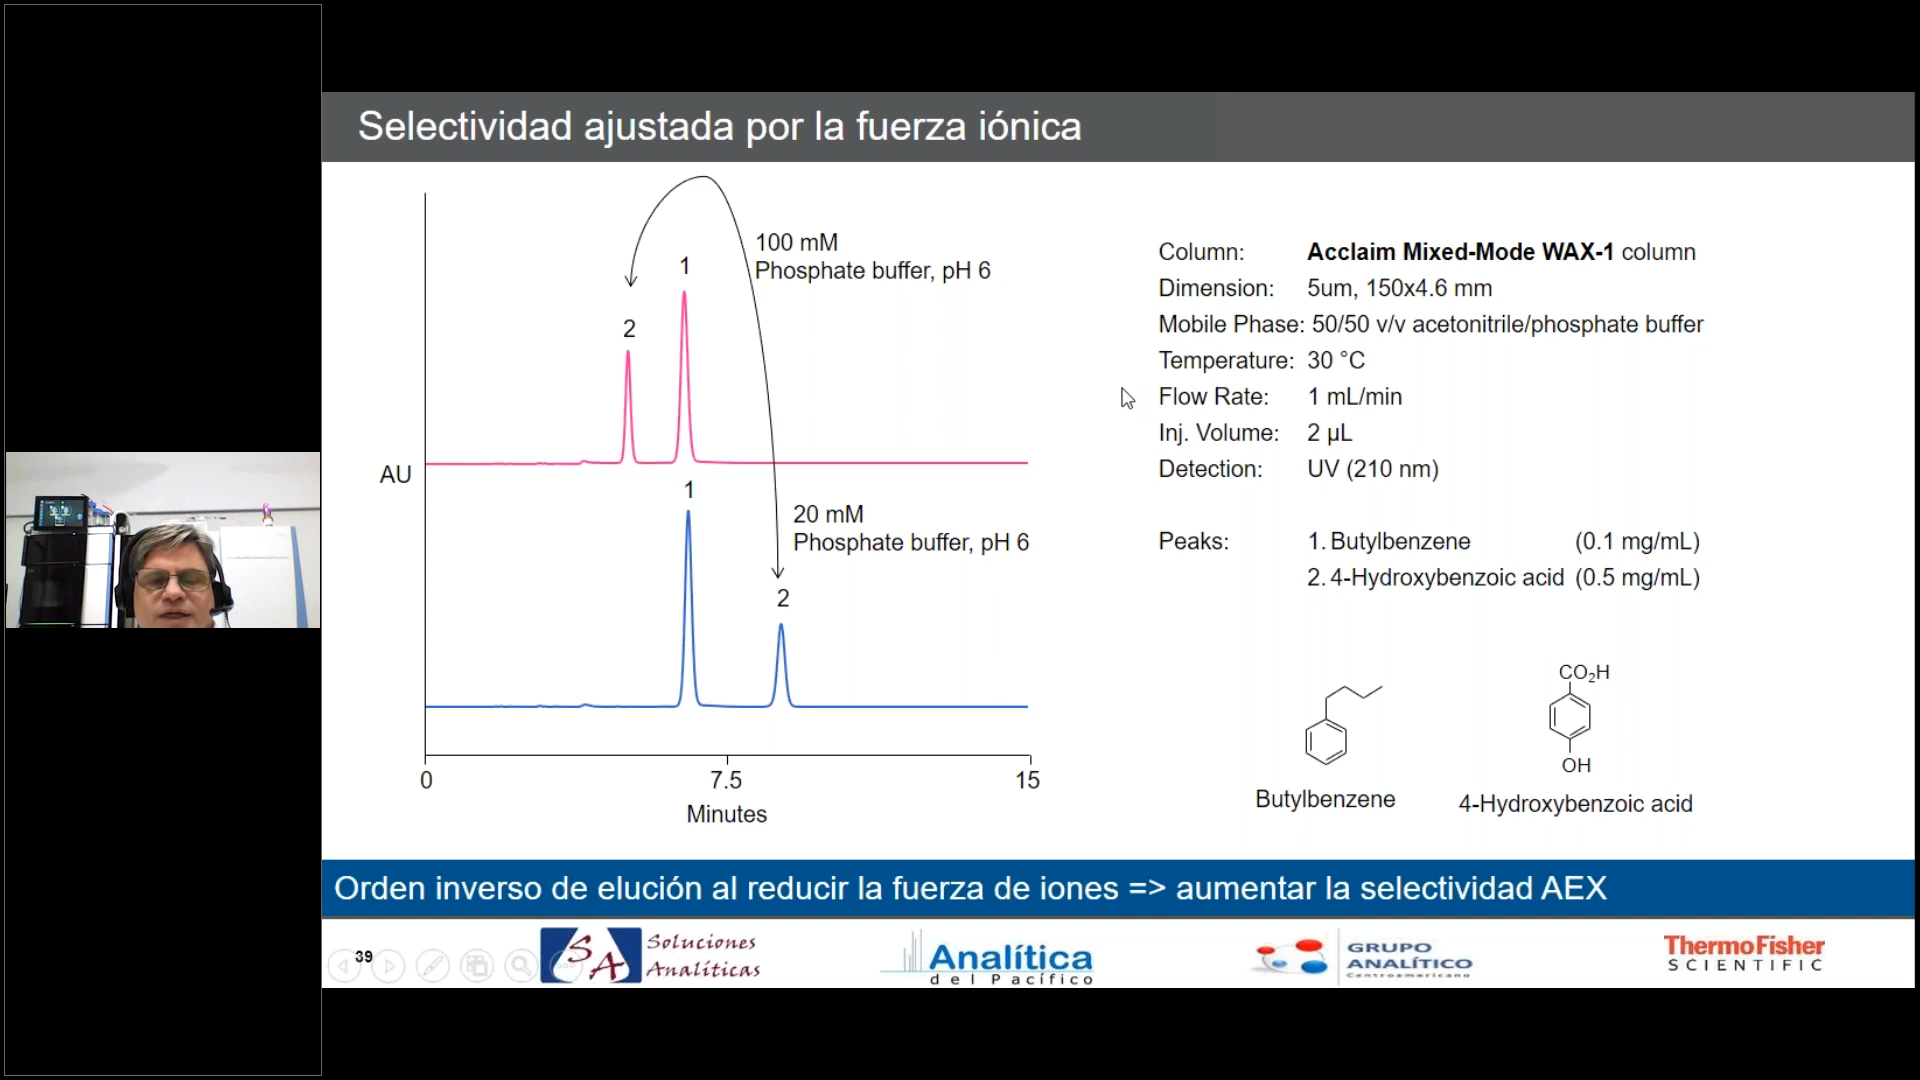 Selectividad ajustada por la fuerza iónica
100 mM
Phosphate buffer, pH 6
1
2
AU
1
20 mM
Phosphate buffer, pH 6
2
0
7.5
15
Minutes
Column: Acclaim Mixed-Mode WAX-1 column
Dimension: 5um, 150x4.6 mm
Mobile Phase: 50/50 v/v acetonitrile/phosphate buffer
Temperature: 30 °C
Flow Rate: 1 mL/min
Inj. Volume: 2 µL
Detection: UV (210 nm)
Peaks: 1. Butylbenzene (0.1 mg/mL)
2. 4-Hydroxybenzoic acid (0.5 mg/mL)
CO₂H
OH
Butylbenzene
4-Hydroxybenzoic acid
Orden inverso de elución al reducir la fuerza de iones => aumentar la selectividad AEX
39
SA
Soluciones
Analíticas
Analítica
del Pacífico
GRUPO
ANALÍTICO
Centroamericano
ThermoFisher
SCIENTIFIC